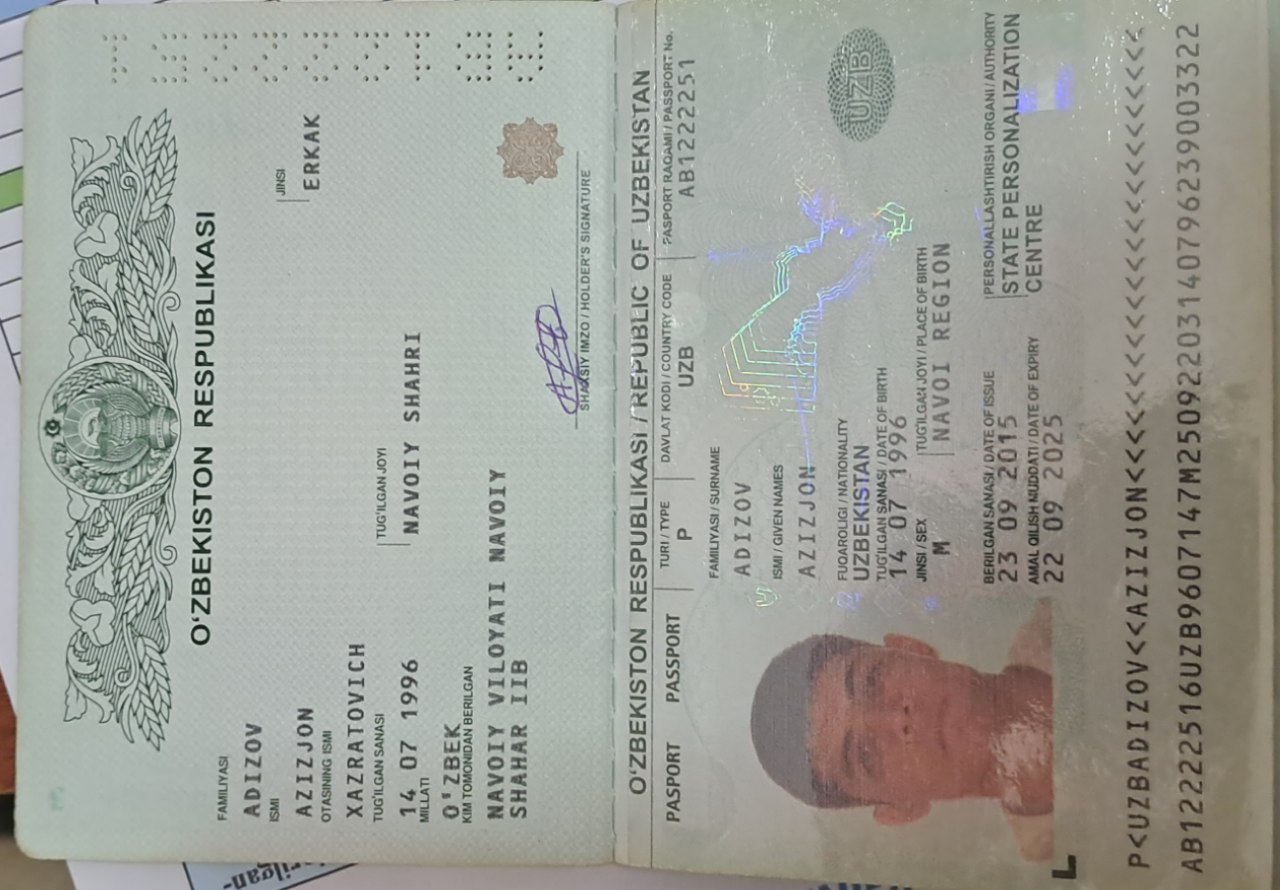 O'ZBEKISTON RESPUBLIKASI
FAMILIYASI
ADIZOV
ISMI
AZIZJON
OTASINING ISMI
XAZRATOVICH
JINSI
ERKAK
TUG'ILGAN SANASI
14 07 1996
TUG'ILGAN JOYI
NAVOIY SHAHRI
MILLATI
O'ZBEK
KIM TOMONIDAN BERILGAN
NAVOIY VILOYATI NAVOIY
SHAHAR IIB
SHAXSIY IMZO / HOLDER'S SIGNATURE
O'ZBEKISTON RESPUBLIKASI / REPUBLIC OF UZBEKISTAN
PASPORT PASSPORT
TURI / TYPE
P
DAVLAT KODI / COUNTRY CODE
UZB
PASPORT RAQAMI / PASSPORT No.
AB1222251
FAMILIYASI / SURNAME
ADIZOV
ISMI / GIVEN NAMES
AZIZJON
UZB
FUQAROLIGI / NATIONALITY
UZBEKISTAN
TUG'ILGAN SANASI / DATE OF BIRTH
14 07 1996
JINSI / SEX
M
TUG'ILGAN JOYI / PLACE OF BIRTH
NAVOI REGION
BERILGAN SANASI / DATE OF ISSUE
23 09 2015
PERSONALLASHTIRISH ORGANI / AUTHORITY
STATE PERSONALIZATION
CENTRE
AMAL QILISH MUDDATI / DATE OF EXPIRY
22 09 2025
P<UZBADIZOV<<AZIZJON<<<<<<<<<<<<<<<<<<<<<<<<
AB12222516UZB9607147M25092203140796239003322